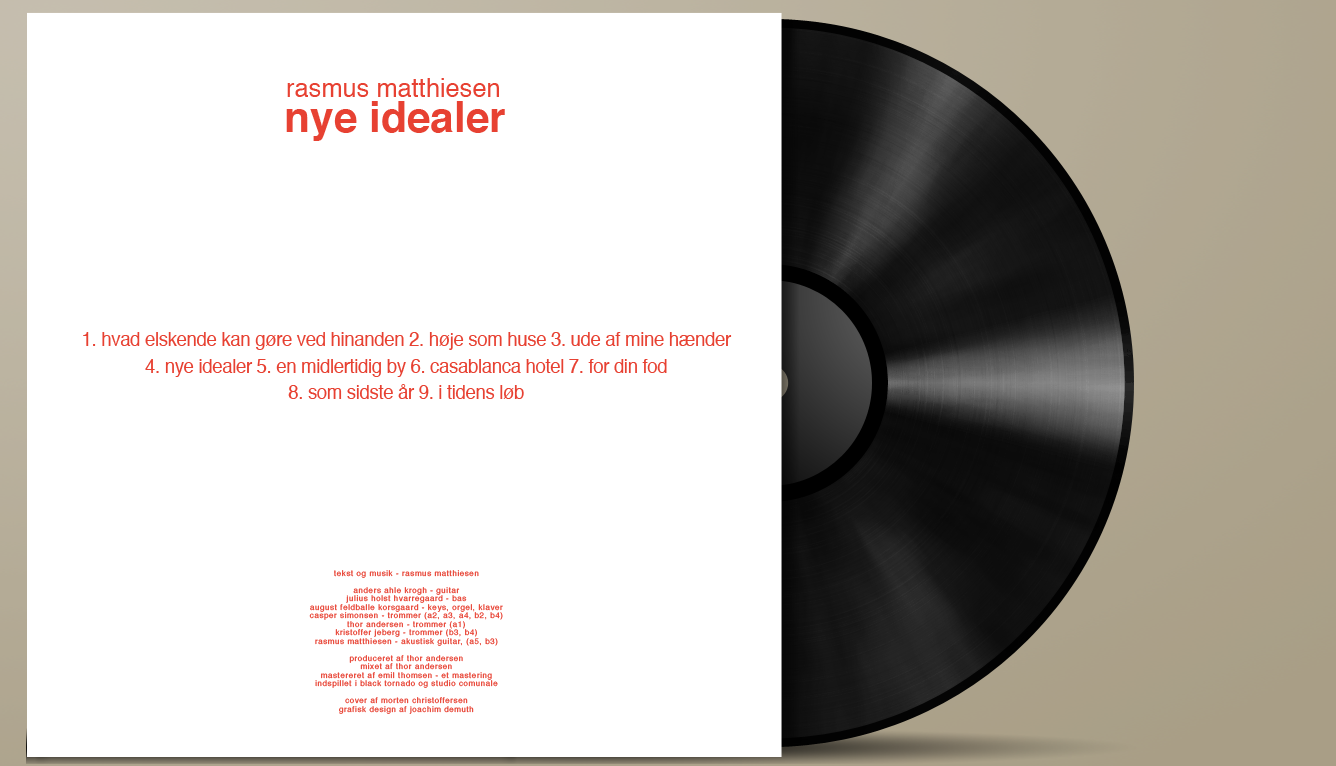 rasmus matthiesen
nye idealer
1. hvad elskende kan gøre ved hinanden 2. høje som huse 3. ude af mine hænder
4. nye idealer 5. en midlertidig by 6. casablanca hotel 7. for din fod
8. som sidste år 9. i tidens løb
tekst og musik - rasmus matthiesen
anders ahle krogh - guitar
julius holst hvarregaard - bas
august feldballe korsgaard - keys, orgel, klaver
casper simonsen - trommer (a2, a3, a4, b2, b4)
thor andersen - trommer (a1)
kristoffer jeberg - trommer (b3, b4)
rasmus matthiesen - akustisk guitar, (a5, b3)
produceret af thor andersen
mixet af thor andersen
mastereret af emil thomsen - et mastering
indspillet i black tornado og studio comunale
cover af morten christoffersen
grafisk design af joachim demuth